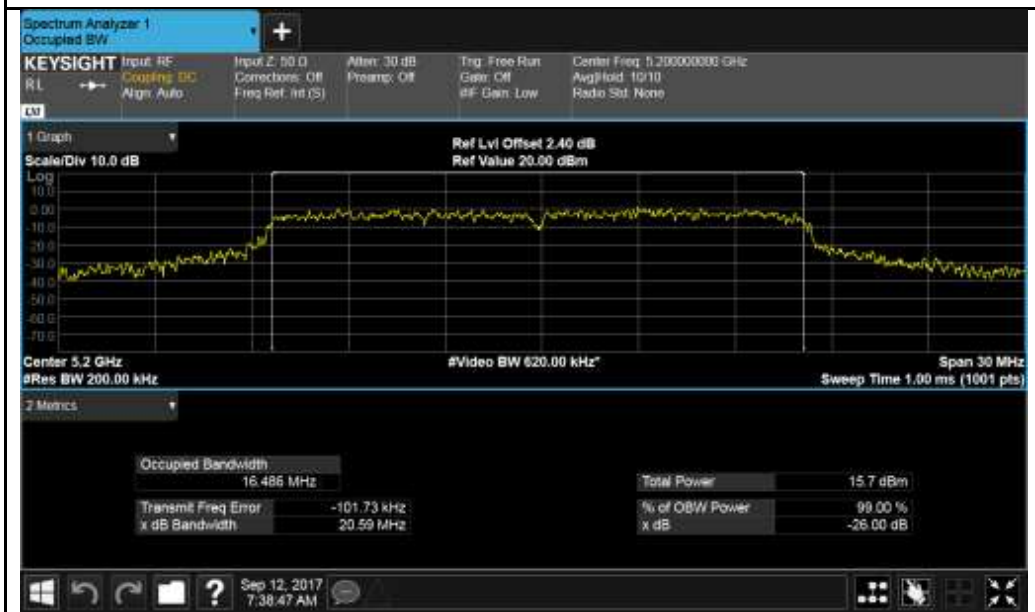 Spectrum Analyzer 1
Occupied BW
+
KEYSIGHT Input: RF Input Z: 50 Ω Atten: 30 dB Trig: Free Run Center Freq: 5.200000000 GHz
RL Coupling: DC Corrections: Off Preamp: Off Gate: Off Avg|Hold: 10/10
Align: Auto Freq Ref: Int (S) #IF Gain: Low Radio Std: None
LXI
1 Graph
Ref Lvl Offset 2.40 dB
Scale/Div 10.0 dB Ref Value 20.00 dBm
Log
10.0
0.00
-10.0
-20.0
-30.0
-40.0
-50.0
-60.0
-70.0
Center 5.2 GHz #Video BW 620.00 kHz* Span 30 MHz
#Res BW 200.00 kHz Sweep Time 1.00 ms (1001 pts)
2 Metrics
Occupied Bandwidth
16.486 MHz Total Power 15.7 dBm
Transmit Freq Error -101.73 kHz % of OBW Power 99.00 %
x dB Bandwidth 20.59 MHz x dB -26.00 dB
? Sep 12, 2017
7:38:47 AM